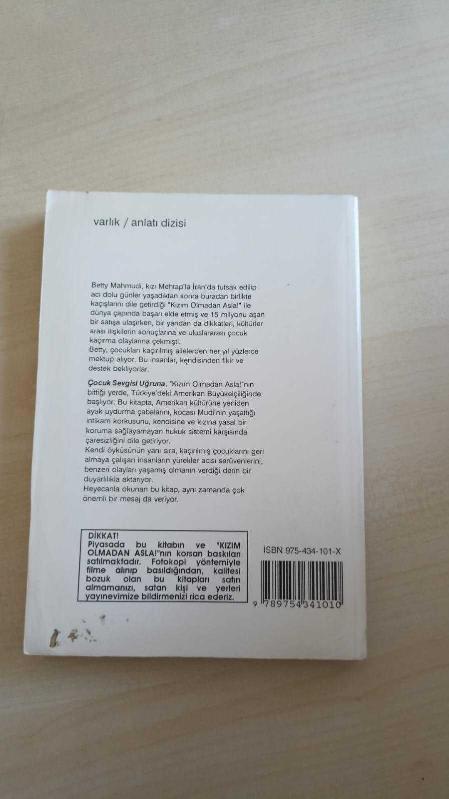 varlık / anlatı dizisi
Betty Mahmudi, kızı Mehtap'la İran'da tutsak edilip
acı dolu günler yaşadıktan sonra buradan birlikte
kaçışlarını dile getirdiği "Kızım Olmadan Asla!" ile
dünya çapında başarı elde etmiş ve 15 milyonu aşan
bir satışa ulaşırken, bir yandan da dikkatleri, kültürler
arası ilişkilerin sonuçlarına ve uluslararası çocuk
kaçırma olaylarına çekmişti.
Betty, çocukları kaçırılmış ailelerden her yıl yüzlerce
mektup alıyor. Bu insanlar, kendisinden fikir ve
destek bekliyorlar.
Çocuk Sevgisi Uğruna, "Kızım Olmadan Asla!"nın
bittiği yerde, Türkiye'deki Amerikan Büyükelçiliğinde
başlıyor. Bu kitapta, Amerikan kültürüne yeniden
ayak uydurma çabalarını, kocası Mudi'nin yaşattığı
intikam korkusunu, kendisine ve kızına yasal bir
koruma sağlayamayan hukuk sistemi karşısında
çaresizliğini dile getiriyor.
Kendi öyküsünün yanı sıra, kaçırılmış çocuklarını geri
almaya çalışan insanların yürekler acısı serüvenlerini,
benzeri olayları yaşamış olmanın verdiği derin bir
duyarlılıkla aktarıyor.
Heyecanla okunan bu kitap, aynı zamanda çok
önemli bir mesaj da veriyor.
DİKKAT!
Piyasada bu kitabın ve "KIZIM
OLMADAN ASLA!"nın korsan baskıları
satılmaktadır. Fotokopi yöntemiyle
filme alınıp basıldığından, kalitesi
bozuk olan bu kitapları satın
almamanızı, satan kişi ve yerleri
yayınevimize bildirmenizi rica ederiz.
ISBN 975-434-101-X
9 789754 341010